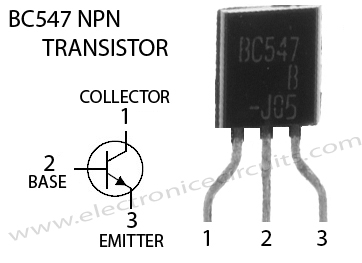 BC547 NPN
TRANSISTOR
COLLECTOR
1
2
BASE
3
EMITTER
BC547
B
-J05
1 2 3
www.electronicecircuits.com